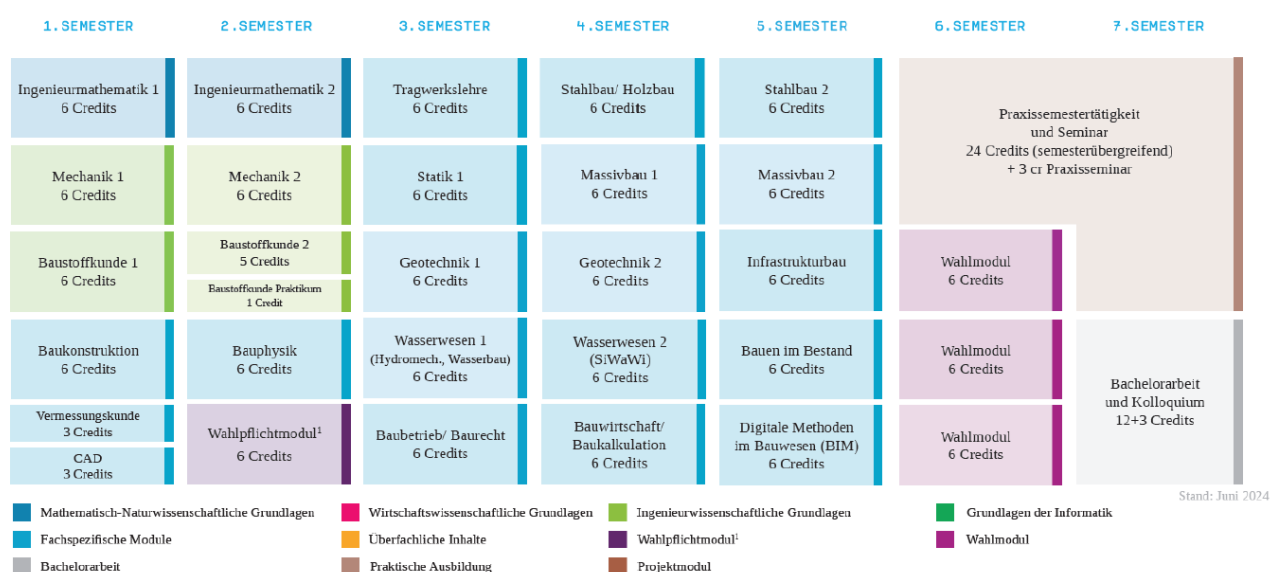 1.SEMESTER
2.SEMESTER
3.SEMESTER
4.SEMESTER
5.SEMESTER
6.SEMESTER
7.SEMESTER
Ingenieurmathematik 1
6 Credits
Ingenieurmathematik 2
6 Credits
Tragwerkslehre
6 Credits
Stahlbau/ Holzbau
6 Credits
Stahlbau 2
6 Credits
Praxissemestertätigkeit
und Seminar
24 Credits (semesterübergreifend)
+ 3 cr Praxisseminar
Mechanik 1
6 Credits
Mechanik 2
6 Credits
Statik 1
6 Credits
Massivbau 1
6 Credits
Massivbau 2
6 Credits
Baustoffkunde 1
6 Credits
Baustoffkunde 2
5 Credits
Baustoffkunde Praktikum
1 Credit
Geotechnik 1
6 Credits
Geotechnik 2
6 Credits
Infrastrukturbau
6 Credits
Wahlmodul
6 Credits
Baukonstruktion
6 Credits
Bauphysik
6 Credits
Wasserwesen 1
(Hydromech., Wasserbau)
6 Credits
Wasserwesen 2
(SiWaWi)
6 Credits
Bauen im Bestand
6 Credits
Wahlmodul
6 Credits
Bachelorarbeit
und Kolloquium
12+3 Credits
Vermessungskunde
3 Credits
CAD
3 Credits
Wahlpflichtmodul¹
6 Credits
Baubetrieb/ Baurecht
6 Credits
Bauwirtschaft/
Baukalkulation
6 Credits
Digitale Methoden
im Bauwesen (BIM)
6 Credits
Wahlmodul
6 Credits
Stand: Juni 2024
Mathematisch-Naturwissenschaftliche Grundlagen
Wirtschaftswissenschaftliche Grundlagen
Ingenieurwissenschaftliche Grundlagen
Grundlagen der Informatik
Fachspezifische Module
Überfachliche Inhalte
Wahlpflichtmodul¹
Wahlmodul
Bachelorarbeit
Praktische Ausbildung
Projektmodul